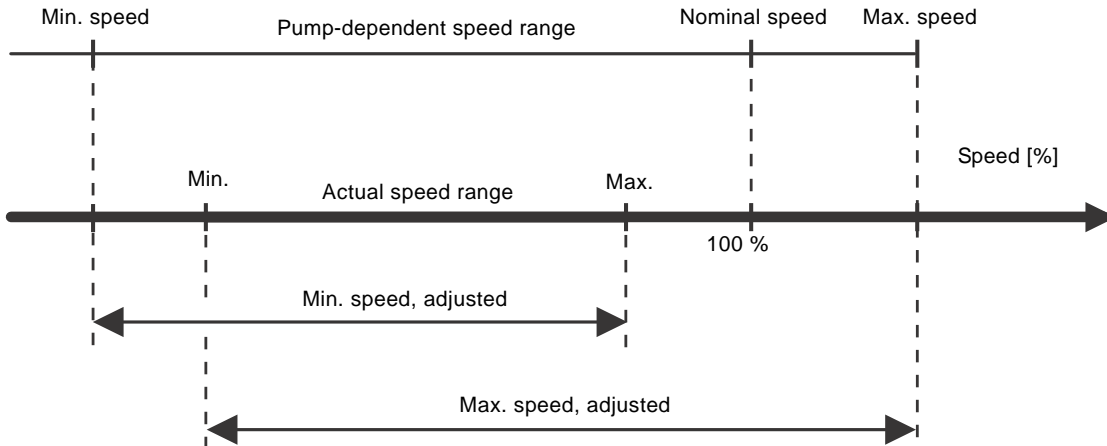 Min. speed
Pump-dependent speed range
Nominal speed
Max. speed
Speed [%]
Min.
Actual speed range
Max.
100 %
Min. speed, adjusted
Max. speed, adjusted